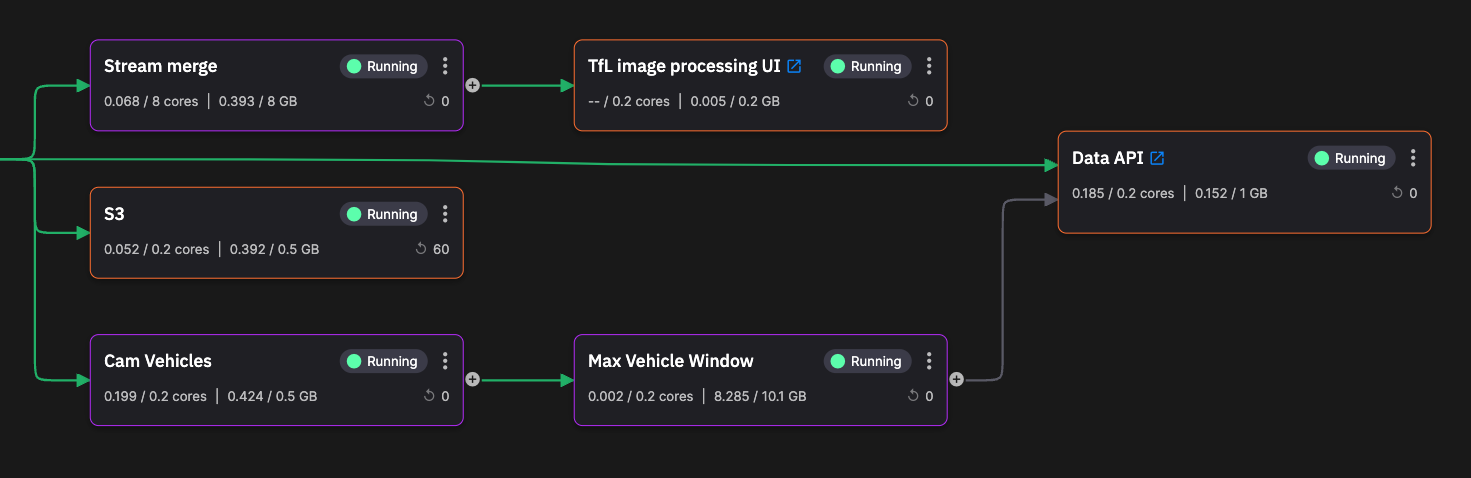 Stream merge Running
0.068 / 8 cores | 0.393 / 8 GB 0
TfL image processing UI Running
-- / 0.2 cores | 0.005 / 0.2 GB 0
Data API Running
0.185 / 0.2 cores | 0.152 / 1 GB 0
S3 Running
0.052 / 0.2 cores | 0.392 / 0.5 GB 60
Cam Vehicles Running
0.199 / 0.2 cores | 0.424 / 0.5 GB 0
Max Vehicle Window Running
0.002 / 0.2 cores | 8.285 / 10.1 GB 0